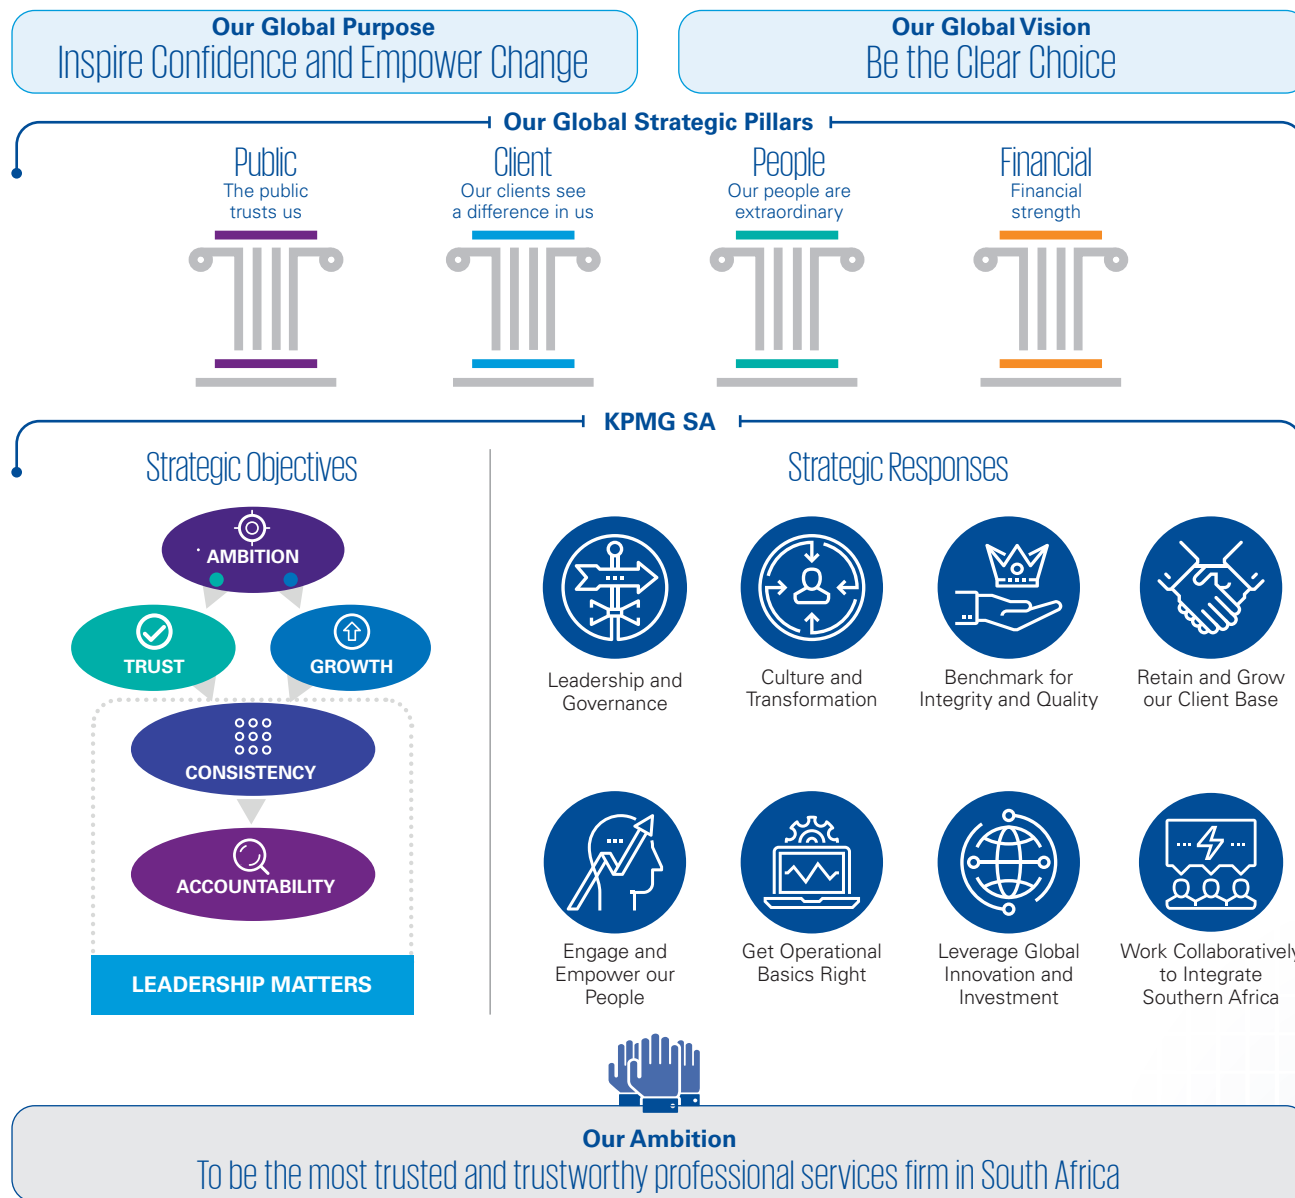 Our Global Purpose
Inspire Confidence and Empower Change
Our Global Vision
Be the Clear Choice
Our Global Strategic Pillars
Public
The public
trusts us
Client
Our clients see
a difference in us
People
Our people are
extraordinary
Financial
Financial
strength
KPMG SA
Strategic Objectives
AMBITION
TRUST
GROWTH
CONSISTENCY
ACCOUNTABILITY
LEADERSHIP MATTERS
Strategic Responses
Leadership and
Governance
Culture and
Transformation
Benchmark for
Integrity and Quality
Retain and Grow
our Client Base
Engage and
Empower our
People
Get Operational
Basics Right
Leverage Global
Innovation and
Investment
Work Collaboratively
to Integrate
Southern Africa
Our Ambition
To be the most trusted and trustworthy professional services firm in South Africa